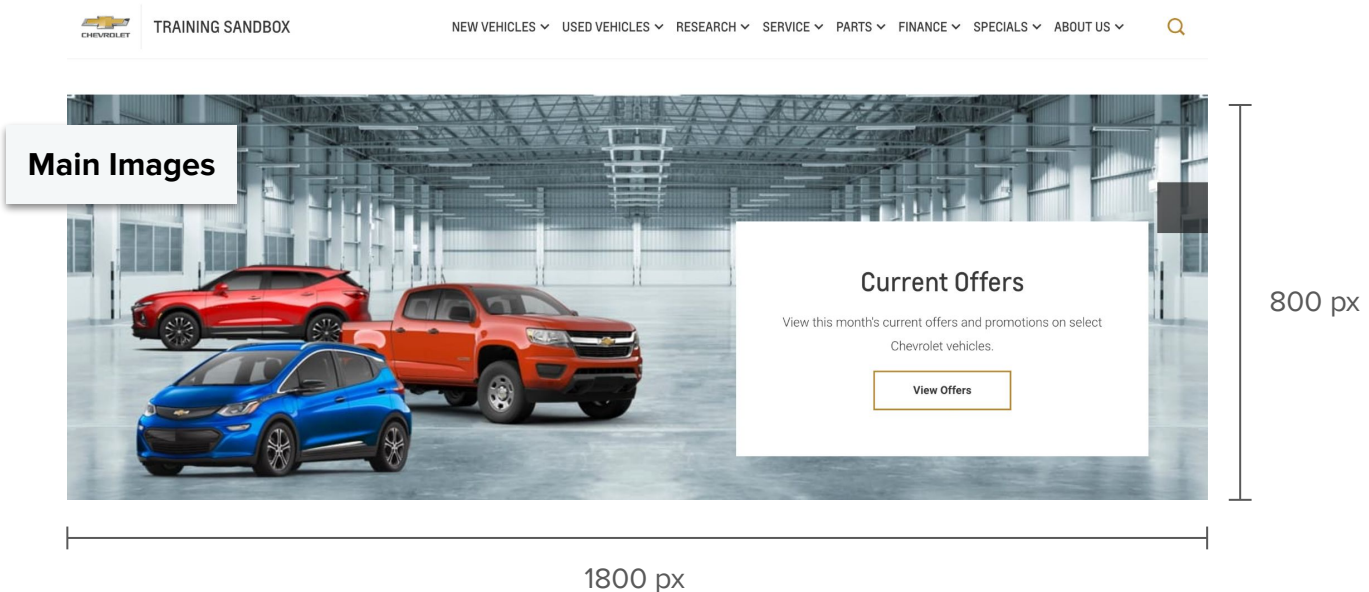 CHEVROLET
TRAINING SANDBOX
NEW VEHICLES USED VEHICLES RESEARCH SERVICE PARTS FINANCE SPECIALS ABOUT US
Main Images
Current Offers
View this month's current offers and promotions on select
Chevrolet vehicles.
View Offers
800 px
1800 px